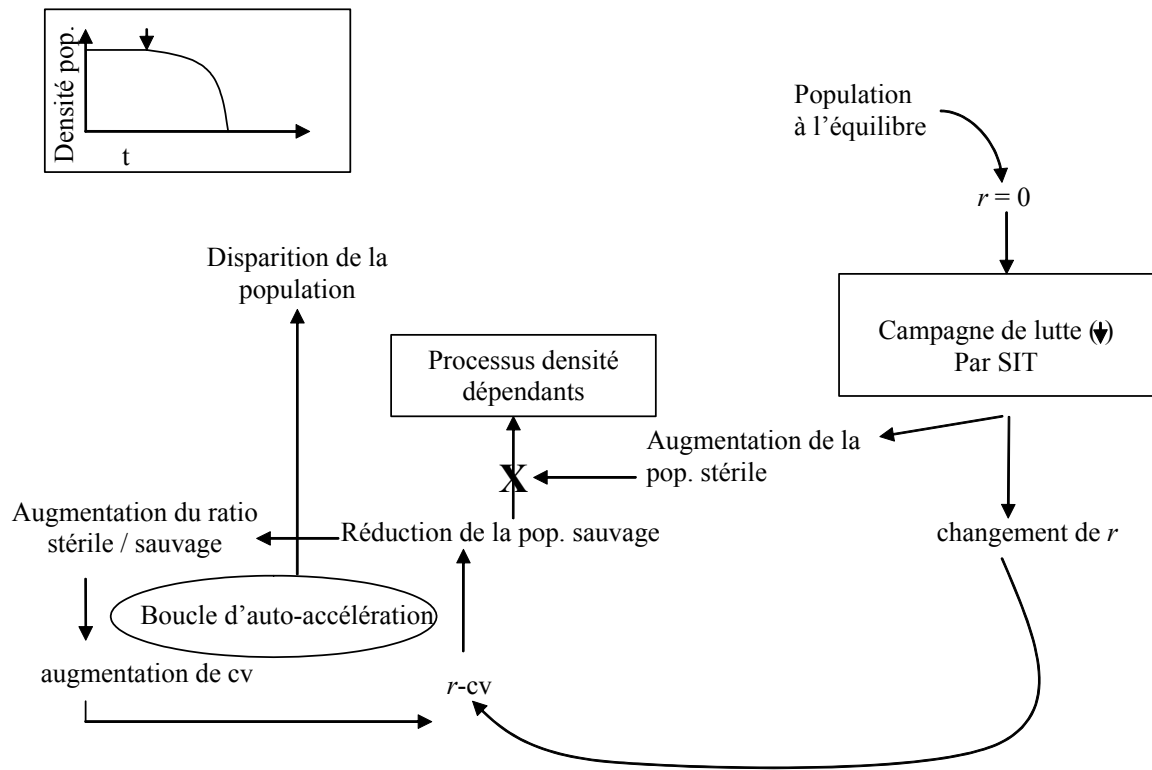 Densité pop.
t
Population
à l’équilibre
r = 0
Campagne de lutte ( )
Par SIT
Disparition de la
population
Processus densité
dépendants
Augmentation de la
pop. stérile
X
Augmentation du ratio
stérile / sauvage
Réduction de la pop. sauvage
changement de r
Boucle d’auto-accélération
augmentation de cv
r-cv